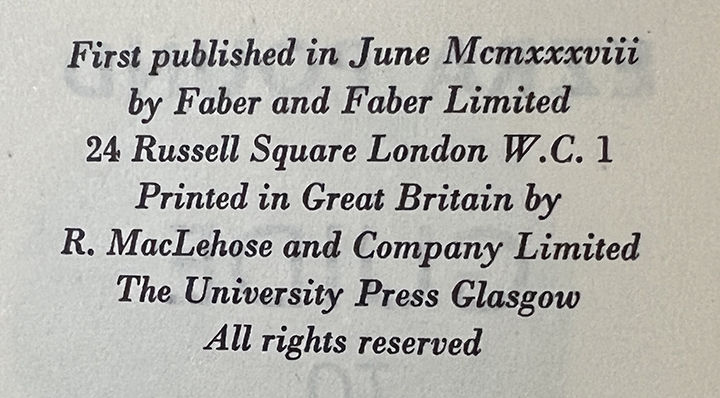 First published in June Mcmxxxviii
by Faber and Faber Limited
24 Russell Square London W.C. 1
Printed in Great Britain by
R. MacLehose and Company Limited
The University Press Glasgow
All rights reserved